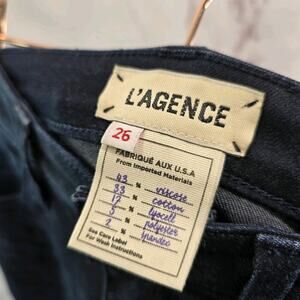 L'AGENCE
26
FABRIQUÉ AUX U.S.A
From Imported Materials
43 % viscose
33 % cotton
17 % lyocell
5 % polyester
2 % spandex
See Care Label
For Wash Instructions